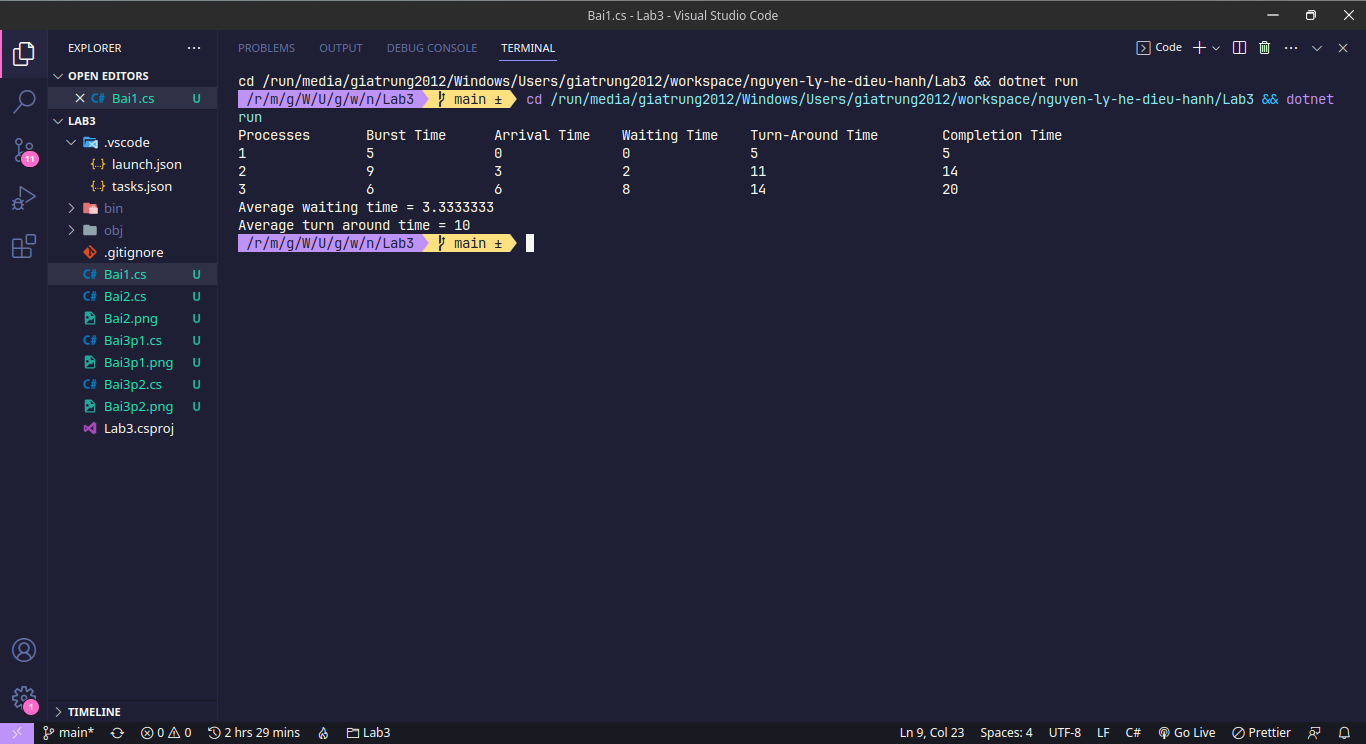 Bai1.cs - Lab3 - Visual Studio Code
EXPLORER
OPEN EDITORS
Bai1.cs U
LAB3
.vscode
launch.json
tasks.json
bin
obj
.gitignore
Bai1.cs U
Bai2.cs U
Bai2.png U
Bai3p1.cs U
Bai3p1.png U
Bai3p2.cs U
Bai3p2.png U
Lab3.csproj
TIMELINE
11
1
PROBLEMS OUTPUT DEBUG CONSOLE TERMINAL
Code
cd /run/media/giatrung2012/Windows/Users/giatrung2012/workspace/nguyen-ly-he-dieu-hanh/Lab3 && dotnet run
/r/m/g/W/U/g/w/n/Lab3 main ± cd /run/media/giatrung2012/Windows/Users/giatrung2012/workspace/nguyen-ly-he-dieu-hanh/Lab3 && dotnet
run
Processes Burst Time Arrival Time Waiting Time Turn-Around Time Completion Time
1 5 0 0 5 5
2 9 3 2 11 14
3 6 6 8 14 20
Average waiting time = 3.3333333
Average turn around time = 10
/r/m/g/W/U/g/w/n/Lab3 main ±
main* 0 0 2 hrs 29 mins Lab3 Ln 9, Col 23 Spaces: 4 UTF-8 LF C# Go Live Prettier